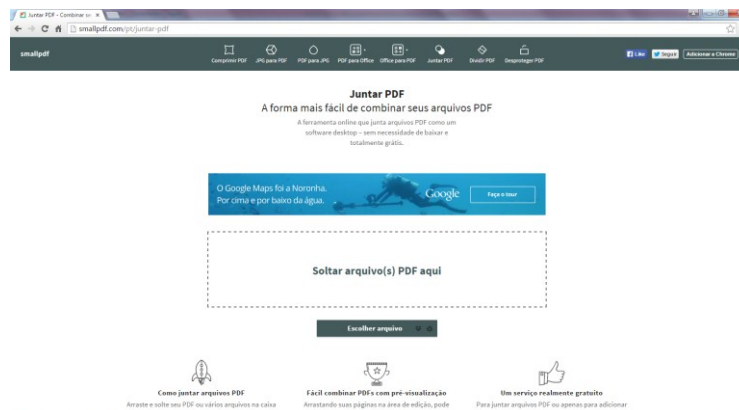 Juntar PDF - Combinar se
smallpdf.com/pt/juntar-pdf
smallpdf
Comprimir PDF JPG para PDF PDF para JPG PDF para Office Office para PDF Juntar PDF Dividir PDF Desproteger PDF
Like Seguir Adicionar a Chrome
Juntar PDF
A forma mais fácil de combinar seus arquivos PDF
A ferramenta online que junta arquivos PDF como um
software desktop – sem necessidade de baixar e
totalmente grátis.
O Google Maps foi a Noronha.
Por cima e por baixo da água.
Google
Faça o tour
Soltar arquivo(s) PDF aqui
Escolher arquivo
Como juntar arquivos PDF
Arraste e solte seu PDF ou vários arquivos na caixa
Fácil combinar PDFs com pré-visualização
Arrastando suas páginas na área de edição, pode
Um serviço realmente gratuito
Para juntar arquivos PDF ou apenas para adicionar